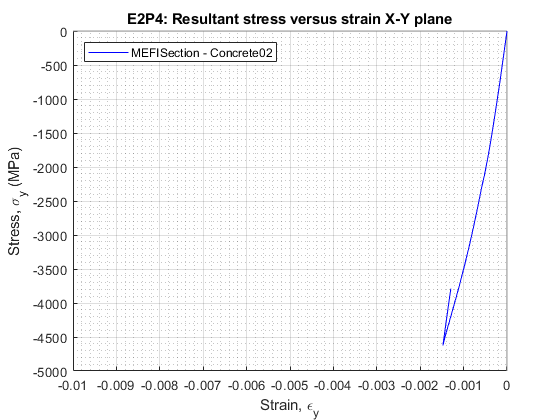 E2P4: Resultant stress versus strain X-Y plane
MEFISection - Concrete02
0
-500
-1000
-1500
-2000
-2500
-3000
-3500
-4000
-4500
-5000
Stress, σ_y (MPa)
-0.01 -0.009 -0.008 -0.007 -0.006 -0.005 -0.004 -0.003 -0.002 -0.001 0
Strain, ϵ_y